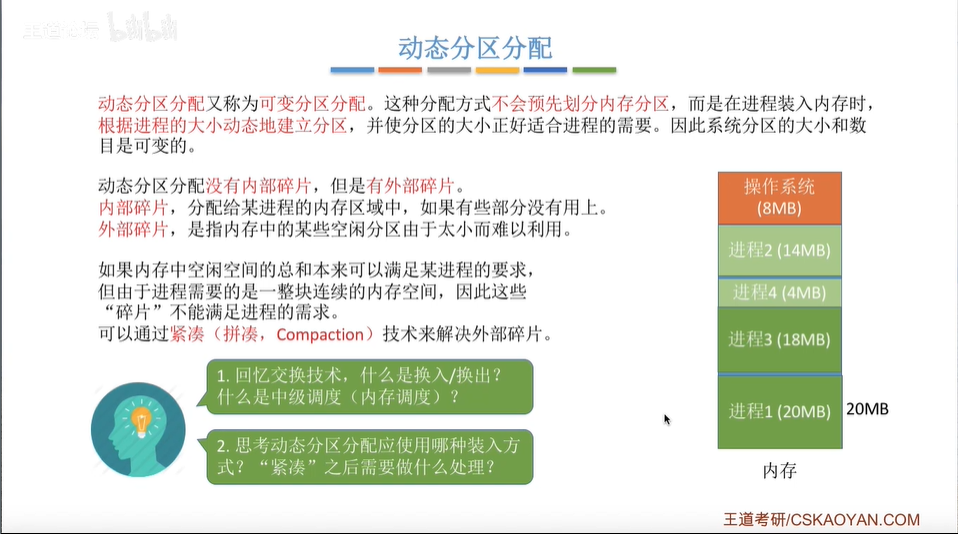 王道考研 bilibili
动态分区分配
动态分区分配又称为可变分区分配。这种分配方式不会预先划分内存分区，而是在进程装入内存时，
根据进程的大小动态地建立分区，并使分区的大小正好适合进程的需要。因此系统分区的大小和数
目是可变的。
动态分区分配没有内部碎片，但是有外部碎片。
内部碎片，分配给某进程的内存区域中，如果有些部分没有用上。
外部碎片，是指内存中的某些空闲分区由于太小而难以利用。
如果内存中空闲空间的总和本来可以满足某进程的要求，
但由于进程需要的是一整块连续的内存空间，因此这些
“碎片”不能满足进程的需求。
可以通过紧凑（拼凑，Compaction）技术来解决外部碎片。
1. 回忆交换技术，什么是换入/换出？
什么是中级调度（内存调度）？
2. 思考动态分区分配应使用哪种装入方
式？“紧凑”之后需要做什么处理？
操作系统
(8MB)
进程2 (14MB)
进程4 (4MB)
进程3 (18MB)
进程1 (20MB)
20MB
内存
王道考研/CSKAOYAN.COM